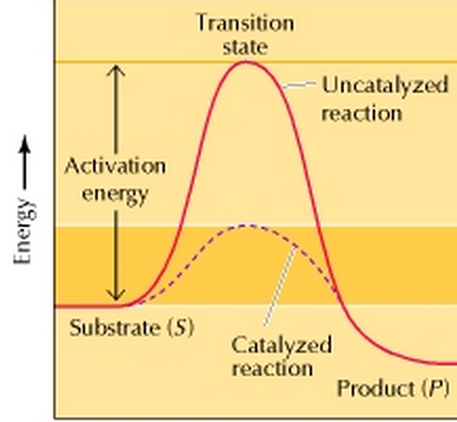 Transition
state
Uncatalyzed
reaction
Activation
energy
Energy
Substrate (S)
Catalyzed
reaction
Product (P)